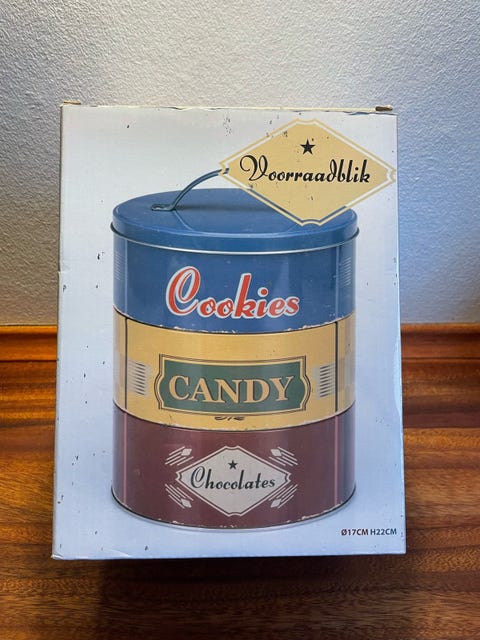 Voorraadblik
Cookies
CANDY
Chocolates
Ø17CM H22CM